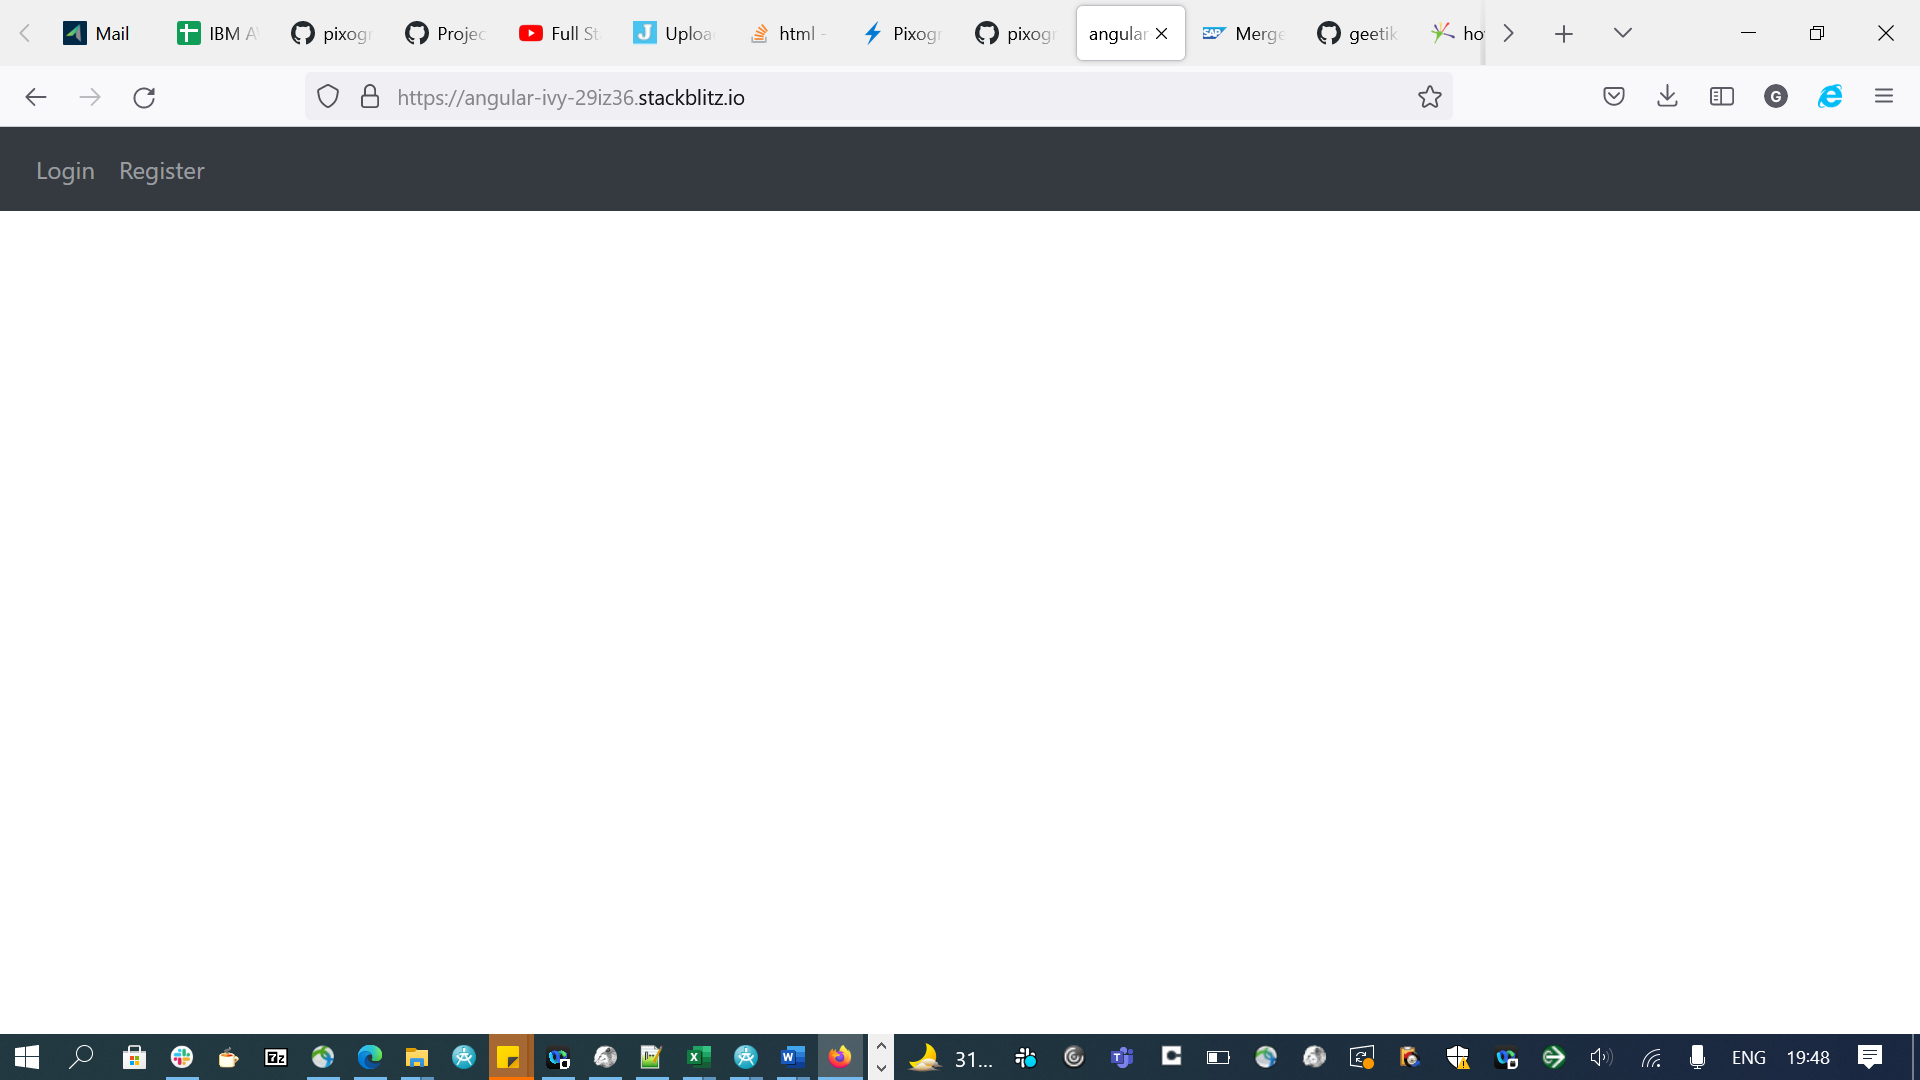 Mail IBM A pixogr Projec Full St Uploa html - Pixogr pixogr angular Merge geetik ho
https://angular-ivy-29iz36.stackblitz.io G
Login Register
7z 31... ENG 19:48